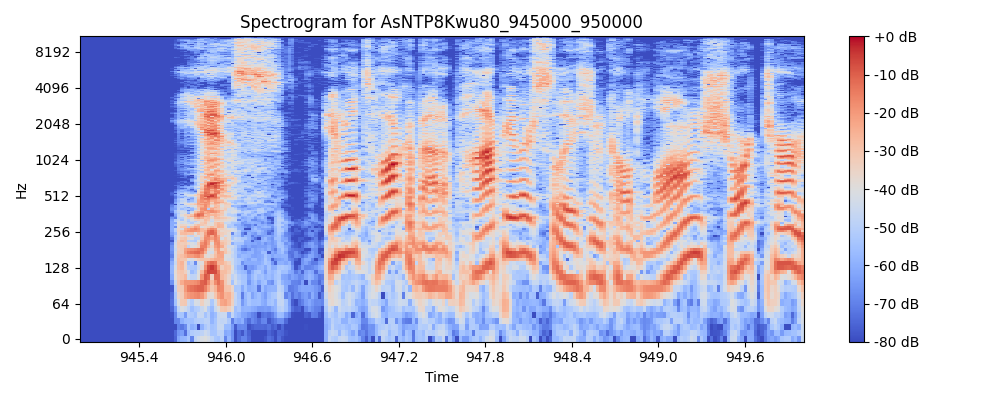 Spectrogram for AsNTP8Kwu80_945000_950000
8192
4096
2048
1024
512
256
128
64
0
Hz
945.4 946.0 946.6 947.2 947.8 948.4 949.0 949.6
Time
+0 dB
-10 dB
-20 dB
-30 dB
-40 dB
-50 dB
-60 dB
-70 dB
-80 dB